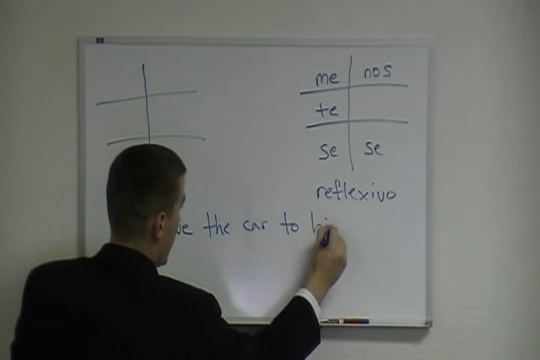 me nos
te
se se
reflexivo
the car to